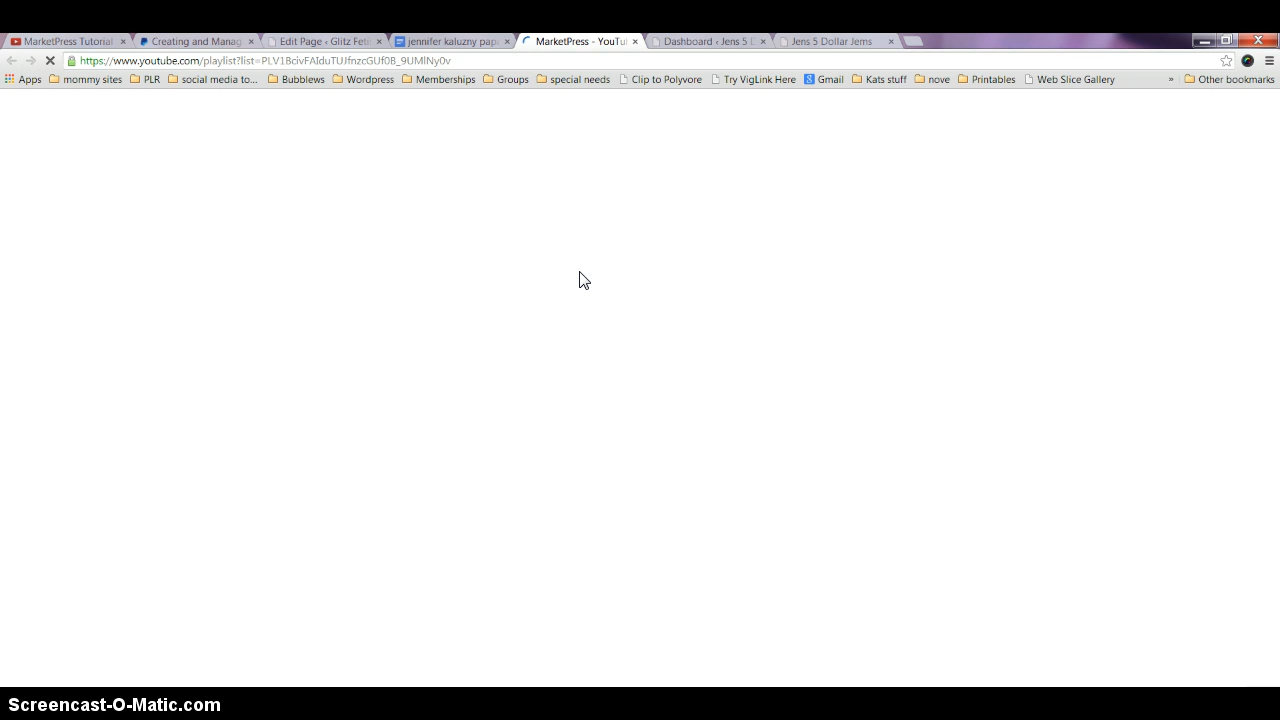 MarketPress Tutorial Creating and Manag Edit Page ‹ Glitz Fet jennifer kaluzny pap MarketPress - YouTu Dashboard ‹ Jens 5 D Jens 5 Dollar Jems
https://www.youtube.com/playlist?list=
Apps mommy sites PLR social media to... Bubblews Wordpress Memberships Groups special needs Clip to Polyvore Try VigLink Here Gmail Kats stuff nove Printables Web Slice Gallery » Other bookmarks
Screencast-O-Matic.com